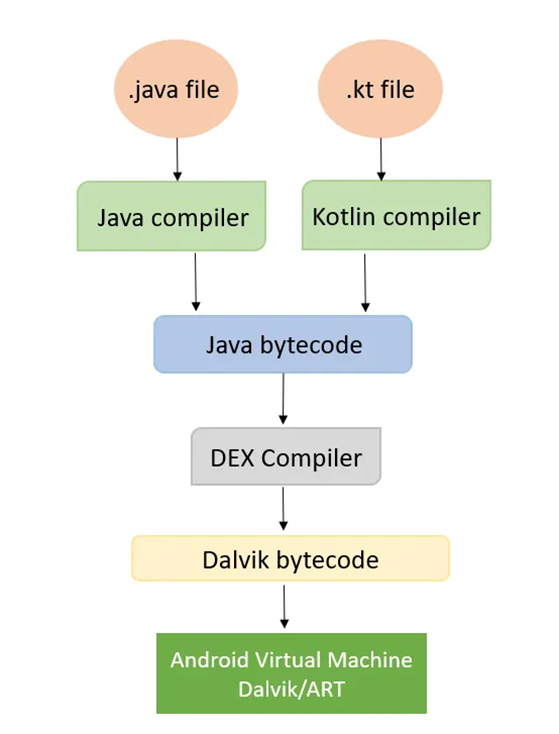 .java file
.kt file
Java compiler
Kotlin compiler
Java bytecode
DEX Compiler
Dalvik bytecode
Android Virtual Machine
Dalvik/ART